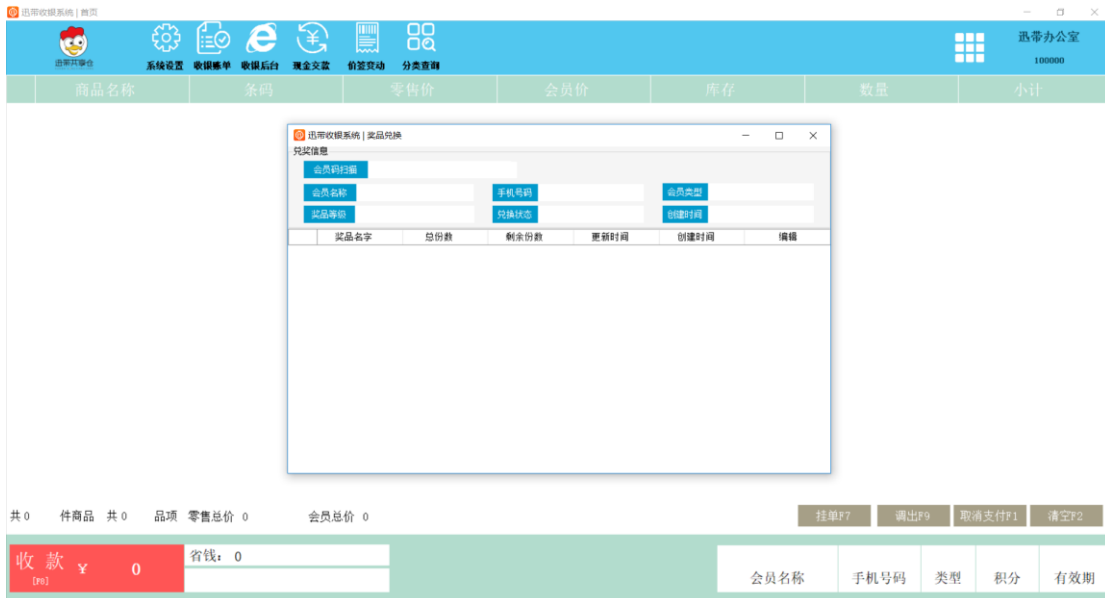 迅带收银系统 | 首页
迅带共享仓
系统设置 收银账单 收银后台 现金交款 价签变动 分类查询
迅带办公室
100000
商品名称 条码 零售价 会员价 库存 数量 小计
迅带收银系统 | 奖品兑换
兑奖信息
会员码扫描
会员名称 手机号码 会员类型
奖品等级 兑换状态 创建时间
奖品名字 总份数 剩余份数 更新时间 创建时间 编辑
共0 件商品 共0 品项 零售总价 0 会员总价 0
挂单F7 调出F9 取消支付F1 清空F2
收款 ¥ 0
[F8]
省钱: 0
会员名称 手机号码 类型 积分 有效期